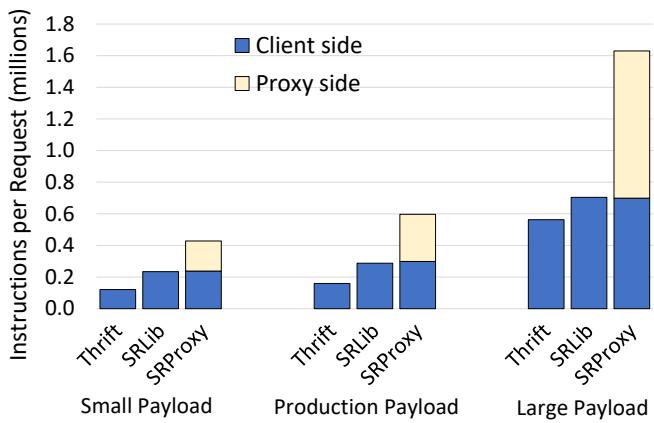 Instructions per Request (millions)
1.8
1.6
1.4
1.2
1.0
0.8
0.6
0.4
0.2
0.0
Client side
Proxy side
Thrift
SRLib
SRProxy
Thrift
SRLib
SRProxy
Thrift
SRLib
SRProxy
Small Payload
Production Payload
Large Payload